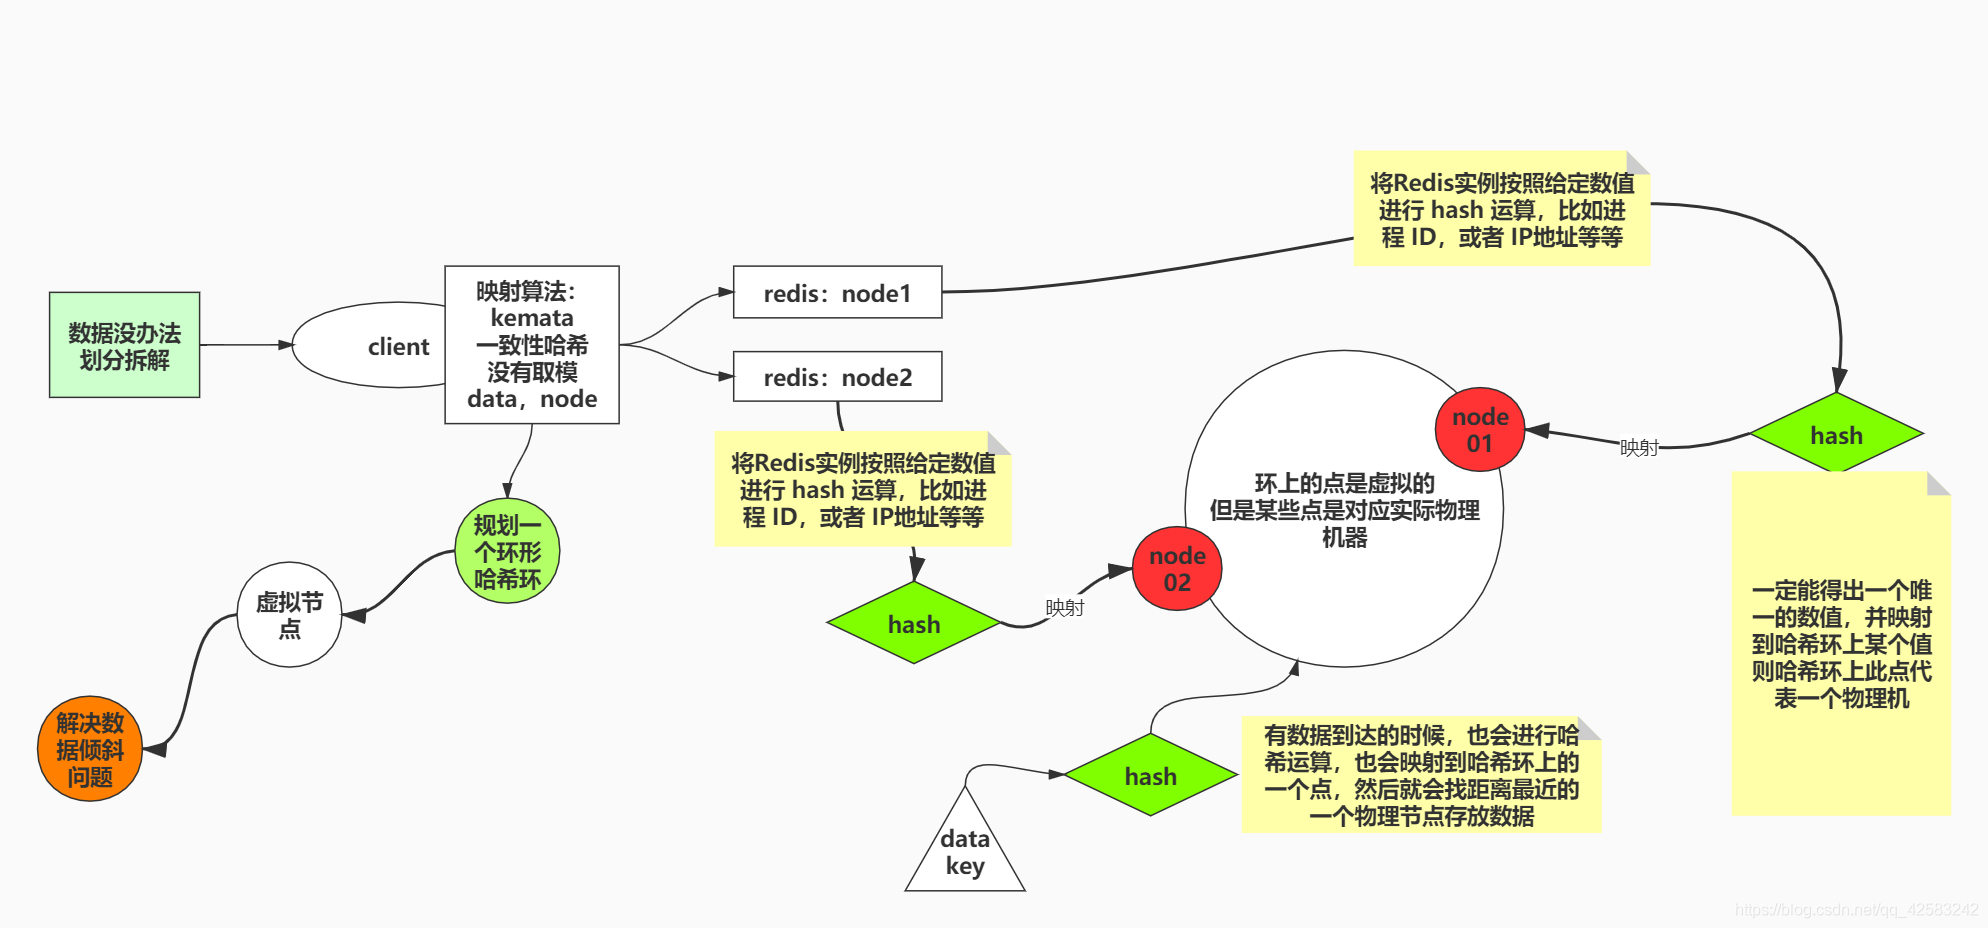 数据没办法
划分拆解
client
映射算法：
kemata
一致性哈希
没有取模
data，node
redis：node1
redis：node2
将Redis实例按照给定数值
进行 hash 运算，比如进
程 ID，或者 IP地址等等
hash
映射
node
01
一定能得出一个唯
一的数值，并映射
到哈希环上某个值
则哈希环上此点代
表一个物理机
将Redis实例按照给定数值
进行 hash 运算，比如进
程 ID，或者 IP地址等等
hash
映射
node
02
环上的点是虚拟的
但是某些点是对应实际物理
机器
规划一
个环形
哈希环
虚拟节
点
解决数
据倾斜
问题
data
key
hash
有数据到达的时候，也会进行哈
希运算，也会映射到哈希环上的
一个点，然后就会找距离最近的
一个物理节点存放数据
https://blog.csdn.net/qq_42583242